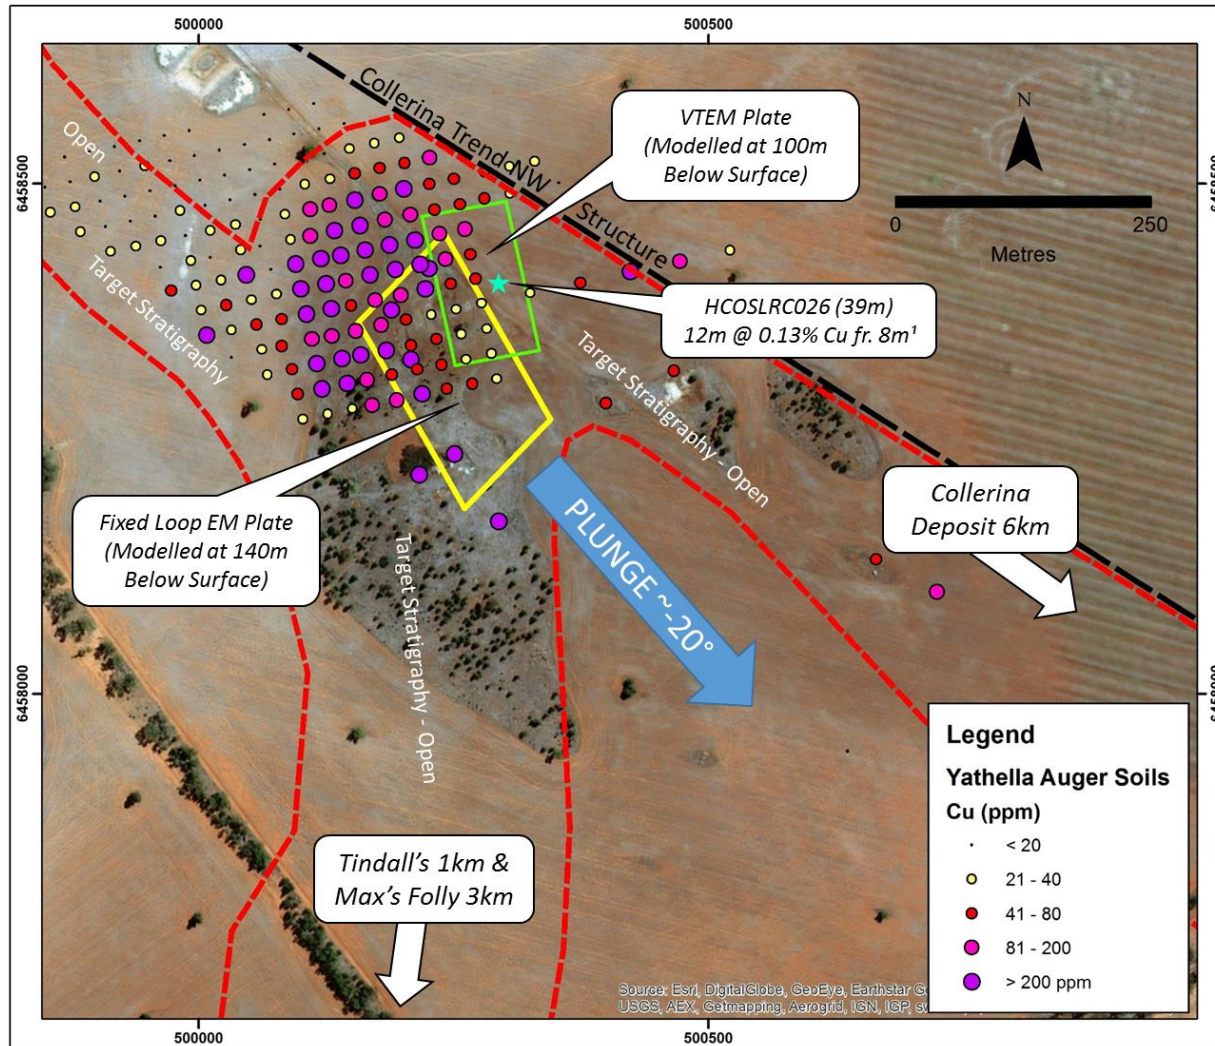 500000
500500
Collerina Trend NW
Structure
VTEM Plate
(Modelled at 100m
Below Surface)
N
6458500
6458500
250
0
Metres
Open
Target Stratigraphy
HCOSLRC026 (39m)
12m @ 0.13% Cu fr. 8m¹
Target Stratigraphy - Open
Fixed Loop EM Plate
(Modelled at 140m
Below Surface)
Collerina
Deposit 6km
PLUNGE ~-20°
Target Stratigraphy - Open
6458000
6458000
Tindall's 1km &
Max's Folly 3km
Legend
Yathella Auger Soils
Cu (ppm)
< 20
21 - 40
41 - 80
81 - 200
> 200 ppm
Source: Esri, DigitalGlobe, GeoEye, Earthstar
USGS, AEX, Getmapping, Aerogrid, IGN, IGP,
500000
500500